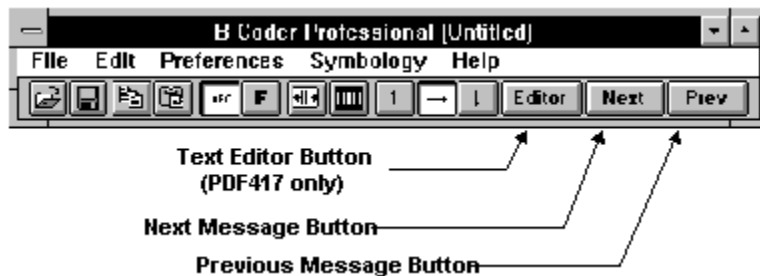 B-Coder Professional [Untitled]
File Edit Preferences Symbology Help
ABC F Editor Next Prev
Text Editor Button
(PDF417 only)
Next Message Button
Previous Message Button